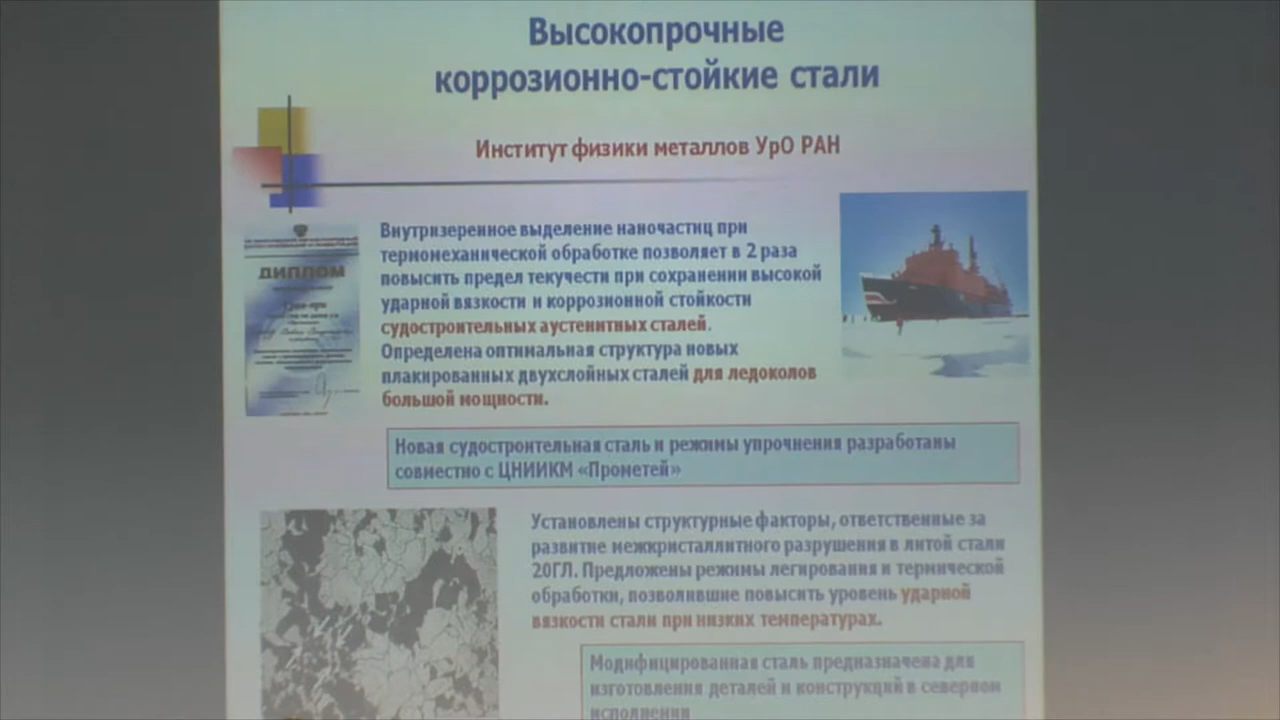 Высокопрочные
коррозионно-стойкие стали
Институт физики металлов УрО РАН
ДИПЛОМ
Внутризеренное выделение наночастиц при
термомеханической обработке позволяет в 2 раза
повысить предел текучести при сохранении высокой
ударной вязкости и коррозионной стойкости
судостроительных аустенитных сталей.
Определена оптимальная структура новых
плакированных двухслойных сталей для ледоколов
большой мощности.
Новая судостроительная сталь и режимы упрочнения разработаны
совместно с ЦНИИКМ «Прометей»
Установлены структурные факторы, ответственные за
развитие межкристаллитного разрушения в литой стали
20ГЛ. Предложены режимы легирования и термической
обработки, позволившие повысить уровень ударной
вязкости стали при низких температурах.
Модифицированная сталь предназначена для
изготовления деталей и конструкций в северном
исполнении